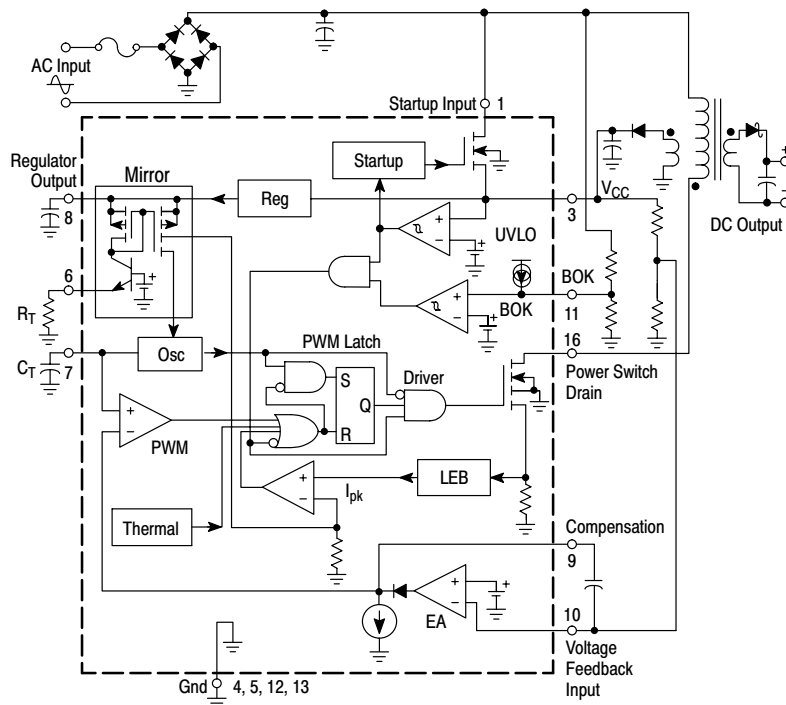 AC Input
Startup Input
1
Regulator
Output
8
Mirror
Startup
Reg
VCC
3
DC Output
+
−
+
−
UVLO
+
6
+
RT
+
−
BOK
+
BOK
11
16
Power Switch
Drain
CT
7
Osc
PWM Latch
S
Q
R
Driver
+
−
PWM
LEB
+
−
Ipk
Thermal
Compensation
9
+
−
EA
+
10
Voltage
Feedback
Input
Gnd
4, 5, 12, 13